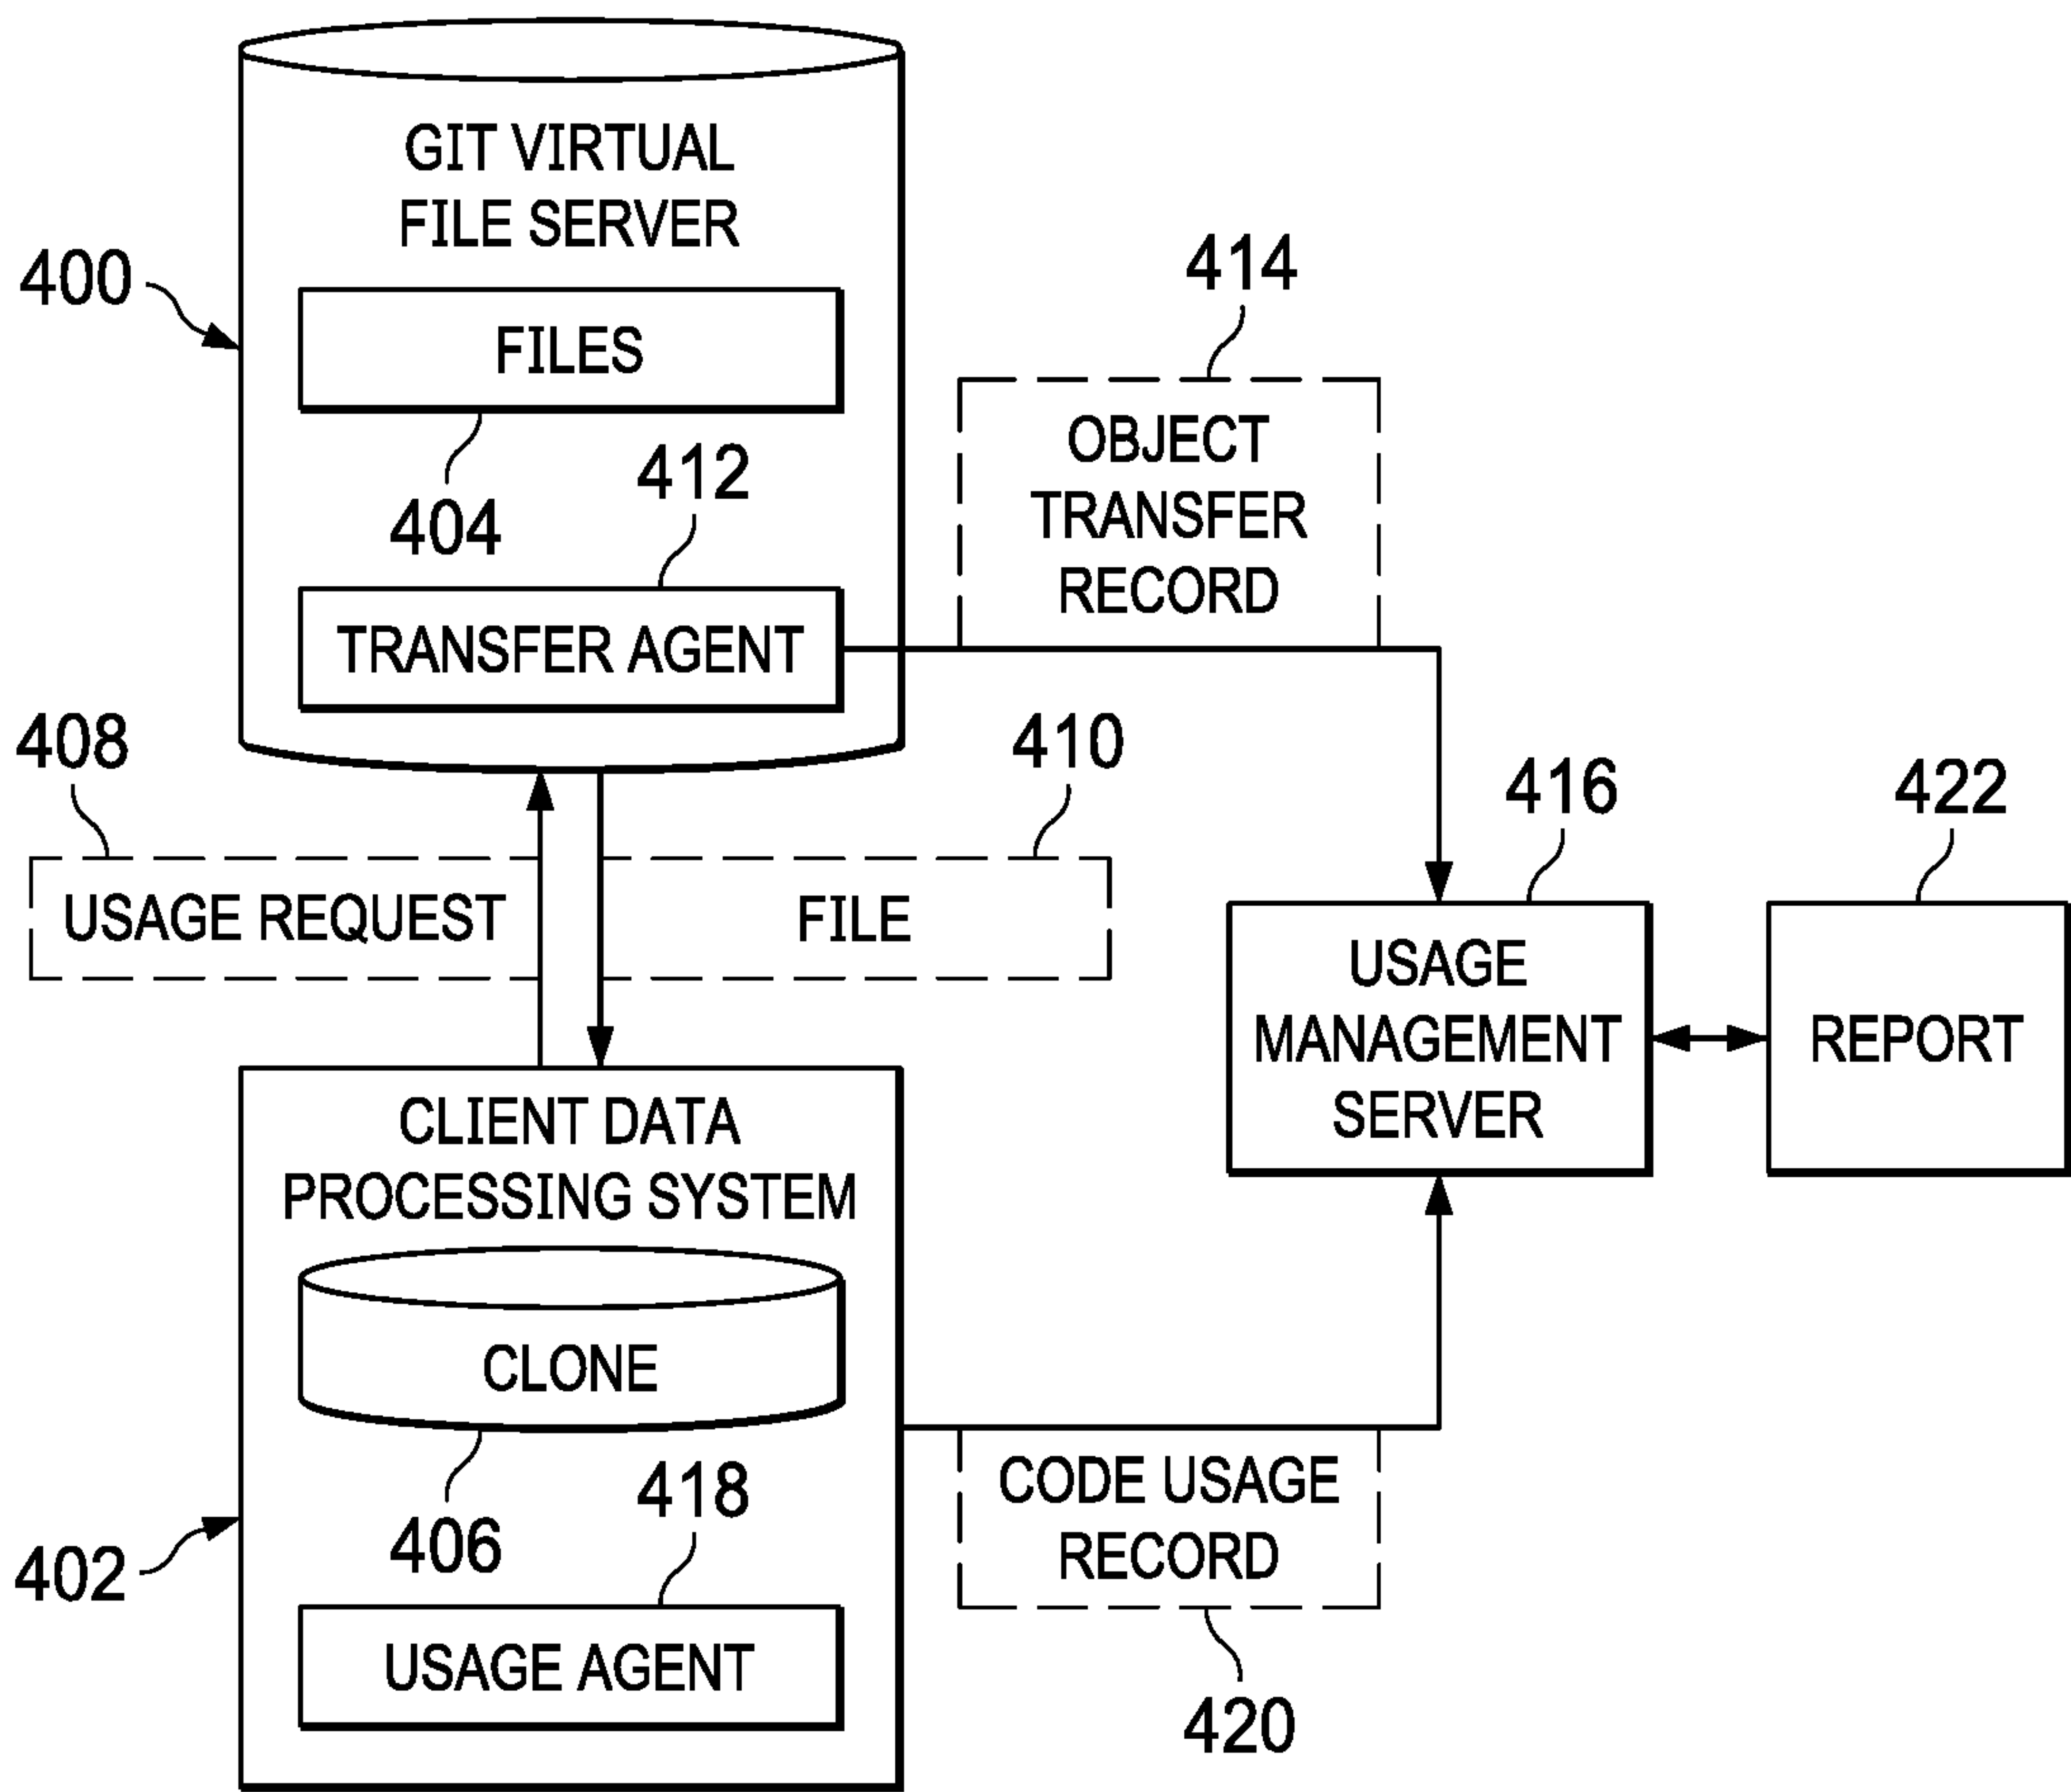 GIT VIRTUAL
FILE SERVER
400
FILES
404
412
TRANSFER AGENT
414
OBJECT
TRANSFER
RECORD
408
USAGE REQUEST
410
FILE
416
USAGE
MANAGEMENT
SERVER
422
REPORT
CLIENT DATA
PROCESSING SYSTEM
CLONE
406
418
402
USAGE AGENT
CODE USAGE
RECORD
420